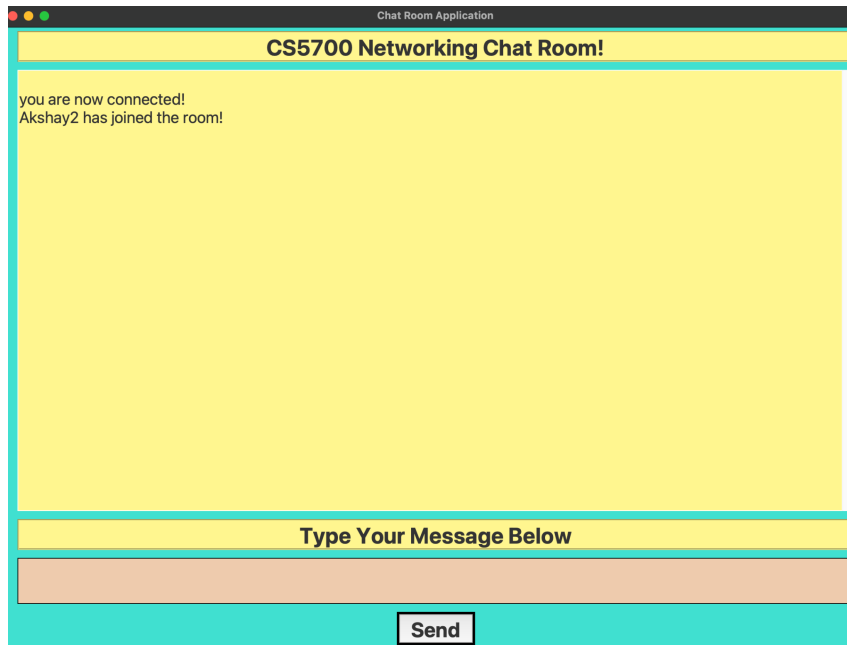 Chat Room Application
CS5700 Networking Chat Room!
you are now connected!
Akshay2 has joined the room!
Type Your Message Below
Send